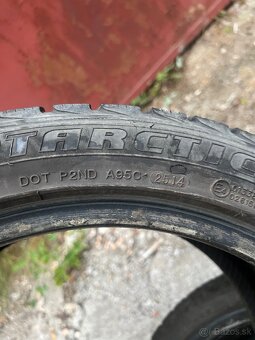 TARCTIC
DOT P2ND A950 2514
Bazos.sk